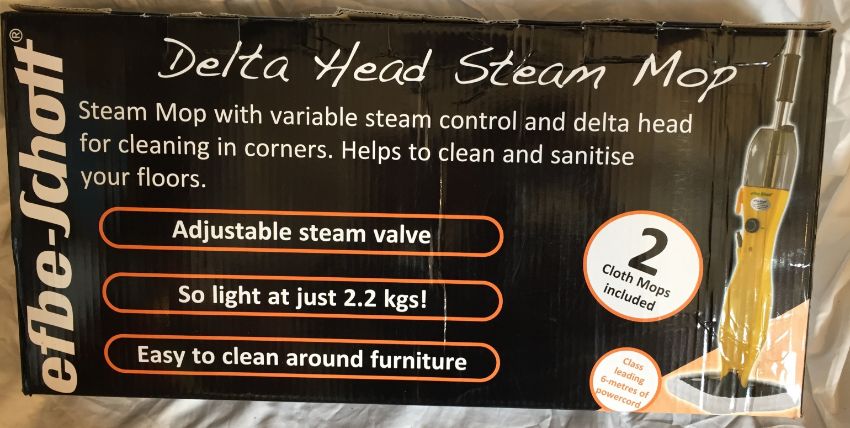 efbe-Schott®
Delta Head Steam Mop
Steam Mop with variable steam control and delta head
for cleaning in corners. Helps to clean and sanitise
your floors.
Adjustable steam valve
So light at just 2.2 kgs!
Easy to clean around furniture
2
Cloth Mops
included
Class
leading
6-metres of
powercord